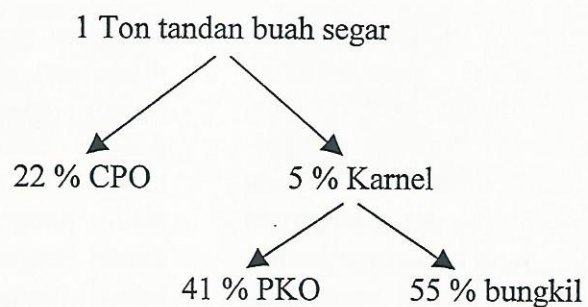 1 Ton tandan buah segar
22 % CPO
5 % Karnel
41 % PKO
55 % bungkil